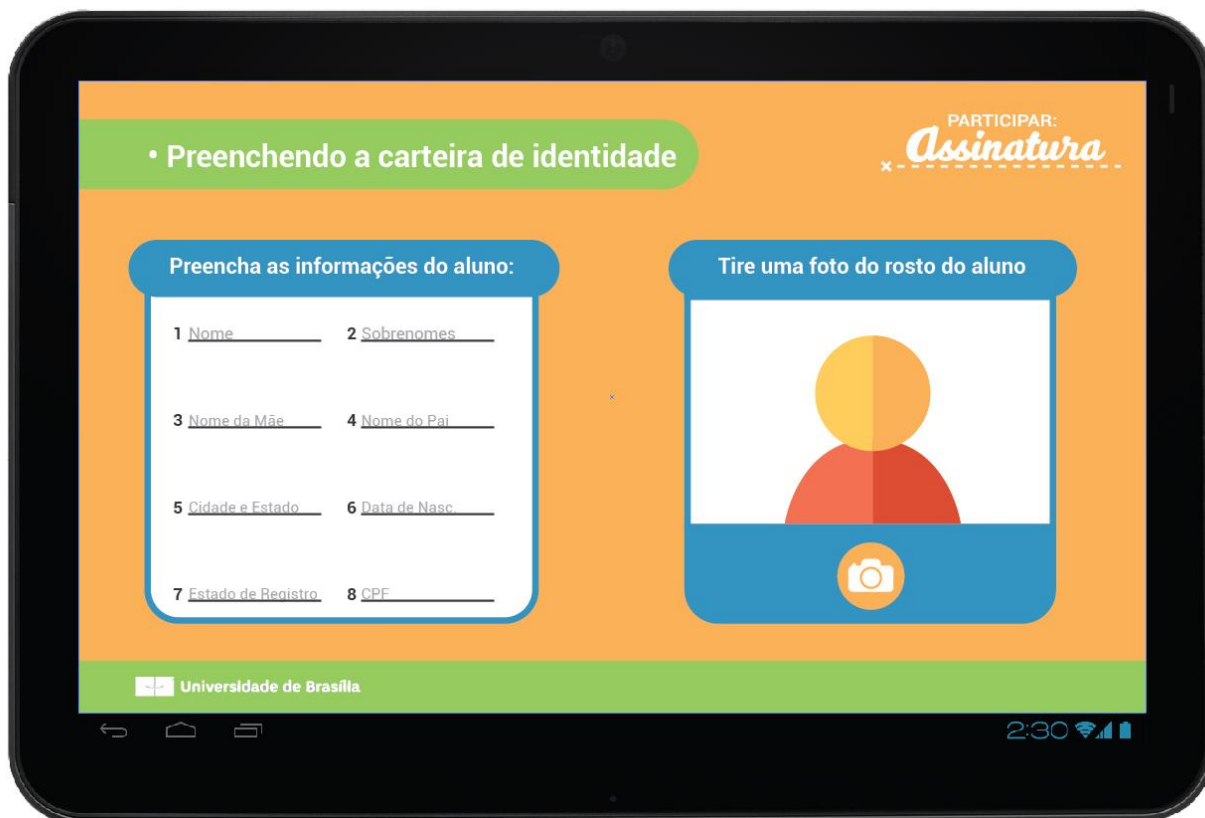 PARTICIPAR:
Assinatura
• Preenchendo a carteira de identidade
Preencha as informações do aluno:
1 Nome
2 Sobrenomes
3 Nome da Mãe
4 Nome do Pai
5 Cidade e Estado
6 Data de Nasc.
7 Estado de Registro
8 CPF
Tire uma foto do rosto do aluno
Universidade de Brasília
2:30